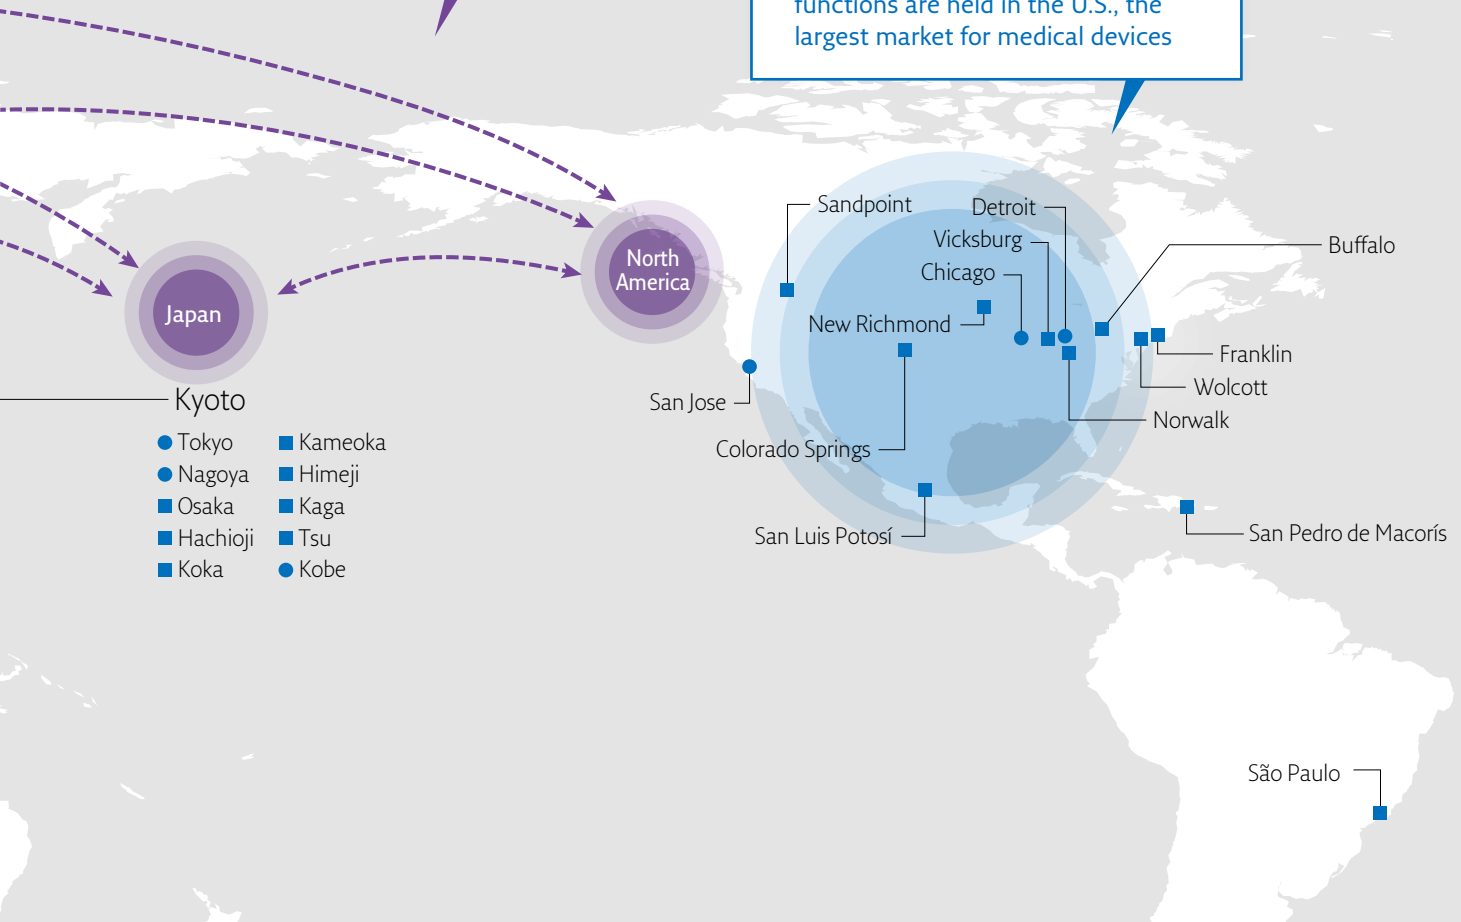 functions are held in the U.S., the
largest market for medical devices
Sandpoint
Detroit
Vicksburg
Buffalo
Chicago
North
America
Japan
New Richmond
Franklin
Wolcott
San Jose
Norwalk
Colorado Springs
Kyoto
Tokyo
Kameoka
Nagoya
Himeji
Osaka
Kaga
Hachioji
Tsu
Koka
Kobe
San Luis Potosí
San Pedro de Macorís
São Paulo